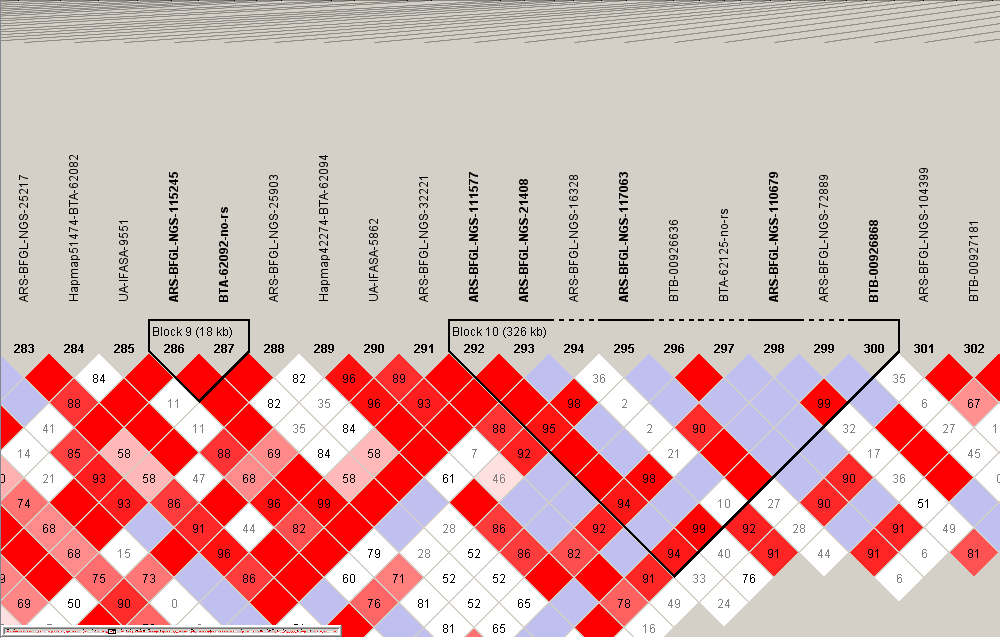 ARS-BFGL-NGS-25217
Hapmap51474-BTA-62082
UA-IFASA-9551
ARS-BFGL-NGS-115245
BTA-62092-no-rs
ARS-BFGL-NGS-25903
Hapmap42274-BTA-62094
UA-IFASA-5862
ARS-BFGL-NGS-32221
ARS-BFGL-NGS-111577
ARS-BFGL-NGS-21408
ARS-BFGL-NGS-16328
ARS-BFGL-NGS-117063
BTB-00926636
BTA-62125-no-rs
ARS-BFGL-NGS-110679
ARS-BFGL-NGS-72889
BTB-00926868
ARS-BFGL-NGS-104399
BTB-00927181
Block 9 (18 kb) Block 10 (326 kb)
283 284 285 286 287 288 289 290 291 292 293 294 295 296 297 298 299 300 301 302
84 82 96 89 36 35
88 11 82 35 96 93 98 2 99 6 67
41 11 35 84 88 95 2 90 32 27 1
14 85 58 88 69 84 58 7 92 21 17 45
21 93 58 47 68 58 61 46 98 90 36
74 93 86 96 99 94 10 27 90 51
68 91 44 82 28 86 92 99 92 28 91 49
68 15 96 79 28 52 86 82 94 40 91 44 91 6 81
9 75 73 86 60 71 52 52 91 33 76 6
69 50 90 0 76 81 52 65 78 49 24
81 65 16